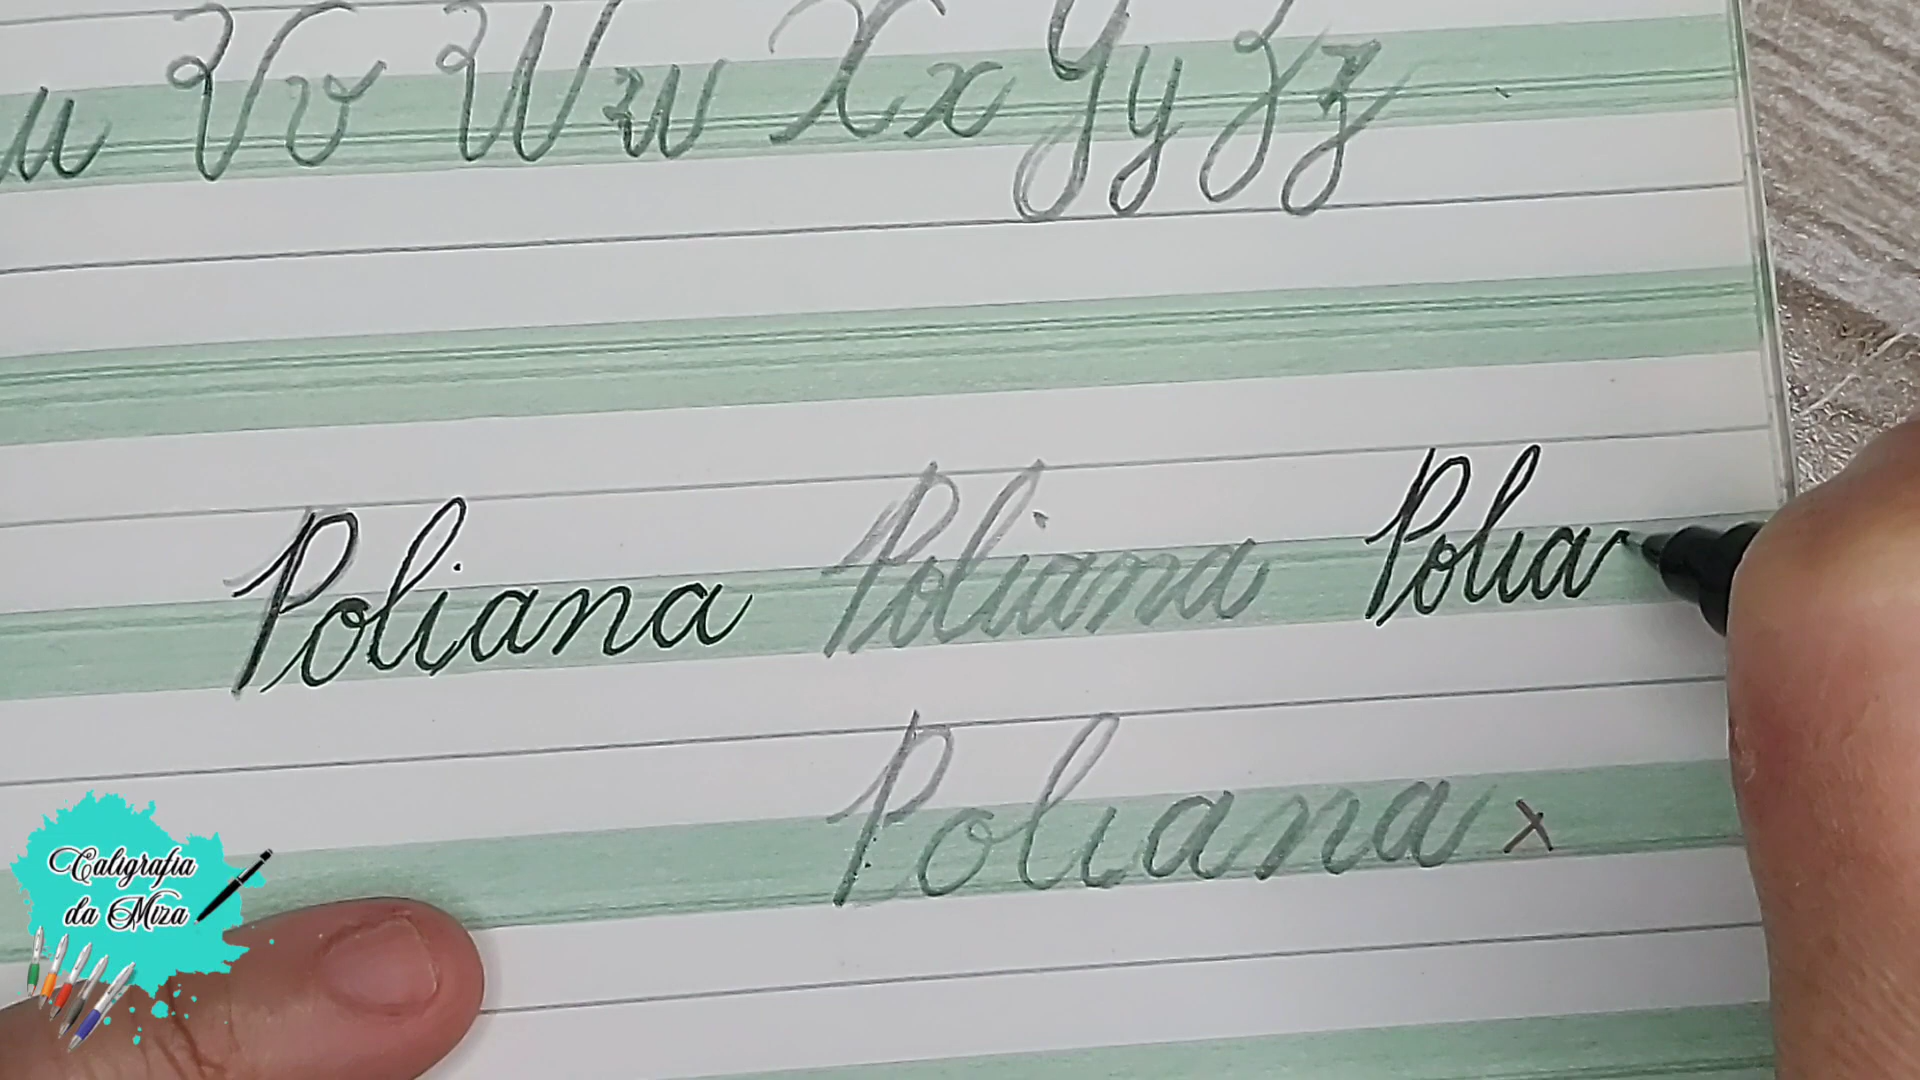 u Vv Ww Xx Yy Zz
Poliana Poliana Polia
Poliana x
Caligrafia
da Miza